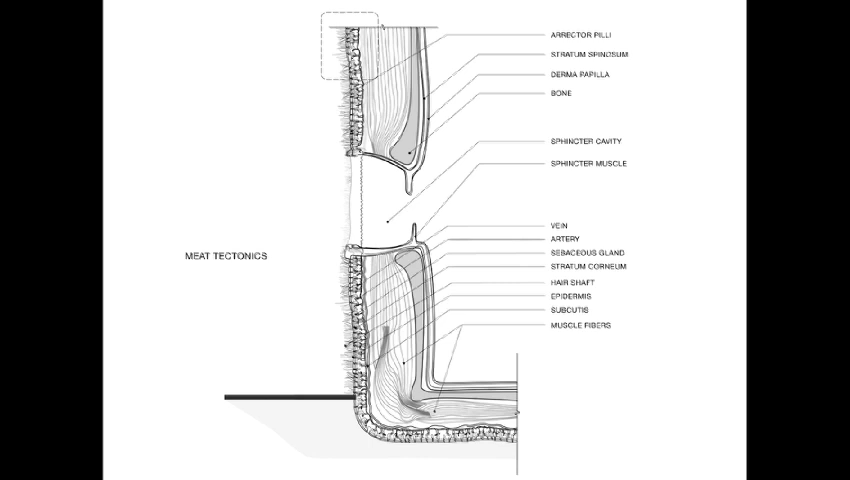 ARRECTOR PILLI
STRATUM SPINOSUM
DERMA PAPILLA
BONE
SPHINCTER CAVITY
SPHINCTER MUSCLE
VEIN
ARTERY
SEBACEOUS GLAND
MEAT TECTONICS
STRATUM CORNEUM
HAIR SHAFT
EPIDERMIS
SUBCUTIS
MUSCLE FIBERS